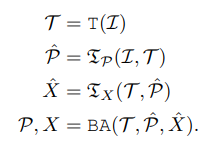 𝒯 = T(ℐ)
𝒫̂ = 𝔗_𝒫(ℐ, 𝒯)
X̂ = 𝔗_X(𝒯, 𝒫̂)
𝒫, X = BA(𝒯, 𝒫̂, X̂).